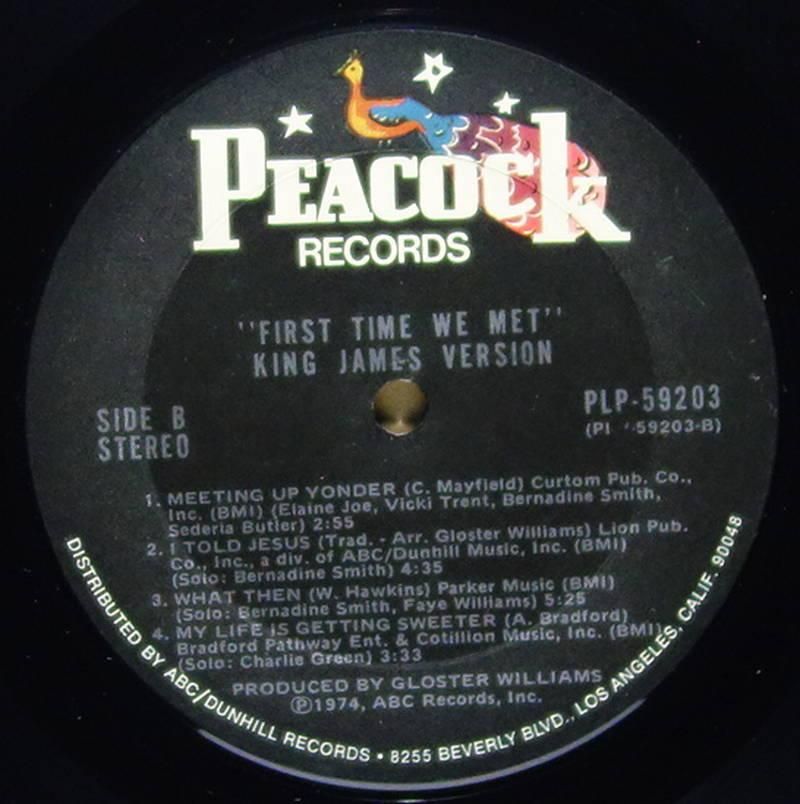 PEACOCK
RECORDS
"FIRST TIME WE MET"
KING JAMES VERSION
SIDE B
STEREO
PLP-59203
59203-B)
1. MEETING UP YONDER (C. Mayfield) Curtom Pub. Co.,
Inc. (BMI) (Elaine Joe, Vicki Trent, Bernadine Smith,
Sederia Butler) 2:55
2. I TOLD JESUS (Trad. - Arr. Gloster Williams) Lion Pub.
Co., Inc., a div. of ABC/Dunhill Music, Inc. (BMI)
(Solo: Bernadine Smith) 4:35
3. WHAT THEN (W. Hawkins) Parker Music (BMI)
(Solo: Bernadine Smith, Faye Williams) 5:25
4. MY LIFE IS GETTING SWEETER (A. Bradford)
Bradford Pathway Ent. & Cotillion Music, Inc. (BMI)
(Solo: Charlie Green) 3:33
PRODUCED BY GLOSTER WILLIAMS
℗1974, ABC Records, Inc.
DISTRIBUTED BY ABC/DUNHILL RECORDS • 8255 BEVERLY BLVD., LOS ANGELES, CALIF. 90048